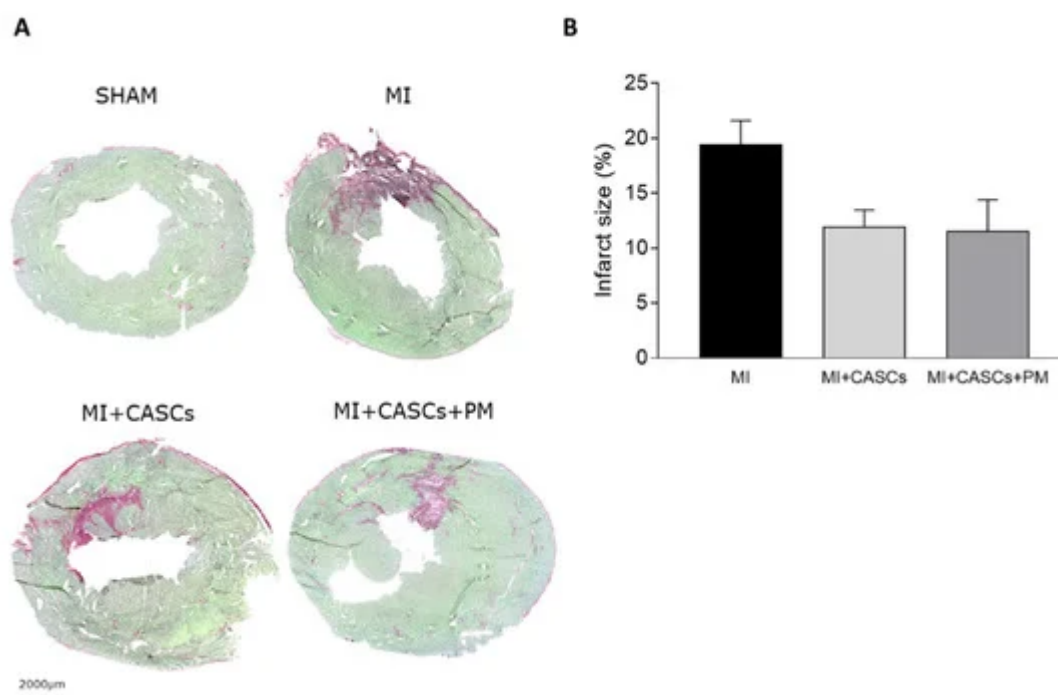 A
B
SHAM
MI
MI+CASCs
MI+CASCs+PM
2000µm
Infarct size (%)
25
20
15
10
5
0
MI
MI+CASCs
MI+CASCs+PM